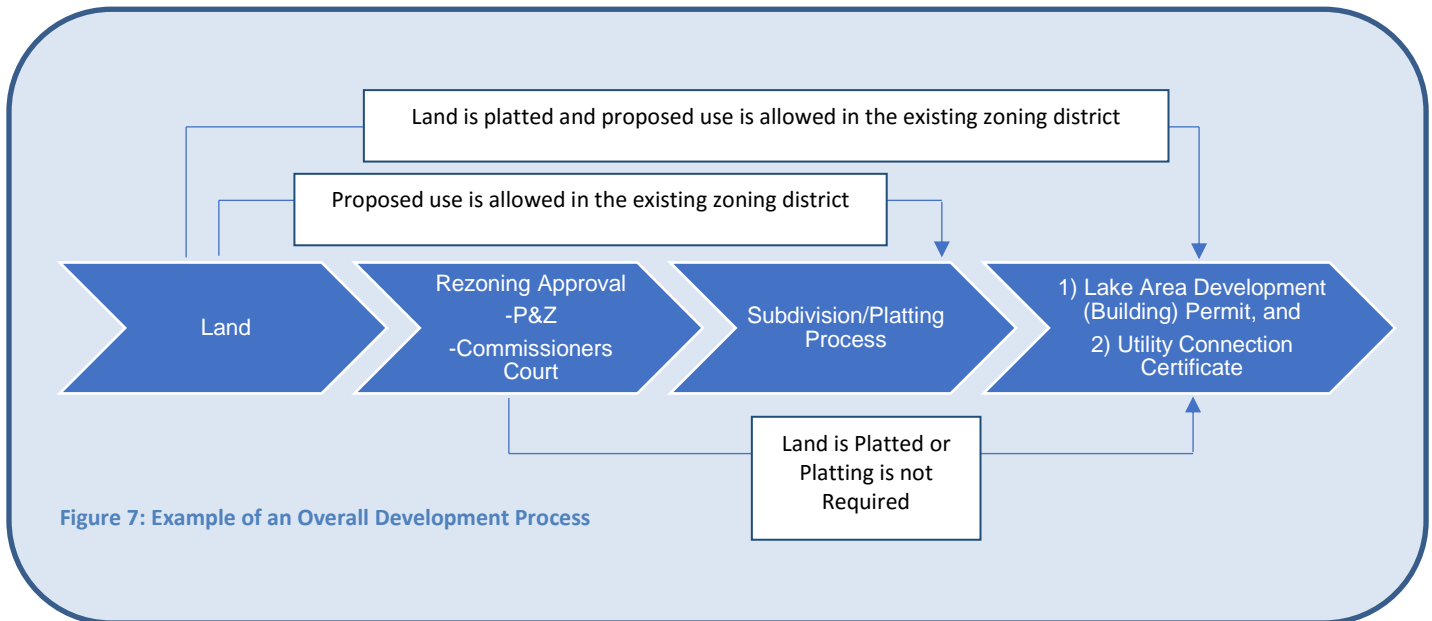 Land is platted and proposed use is allowed in the existing zoning district
Proposed use is allowed in the existing zoning district
Land
Rezoning Approval
-P&Z
-Commissioners
Court
Subdivision/Platting
Process
1) Lake Area Development
(Building) Permit, and
2) Utility Connection
Certificate
Land is Platted or
Platting is not
Required
Figure 7: Example of an Overall Development Process